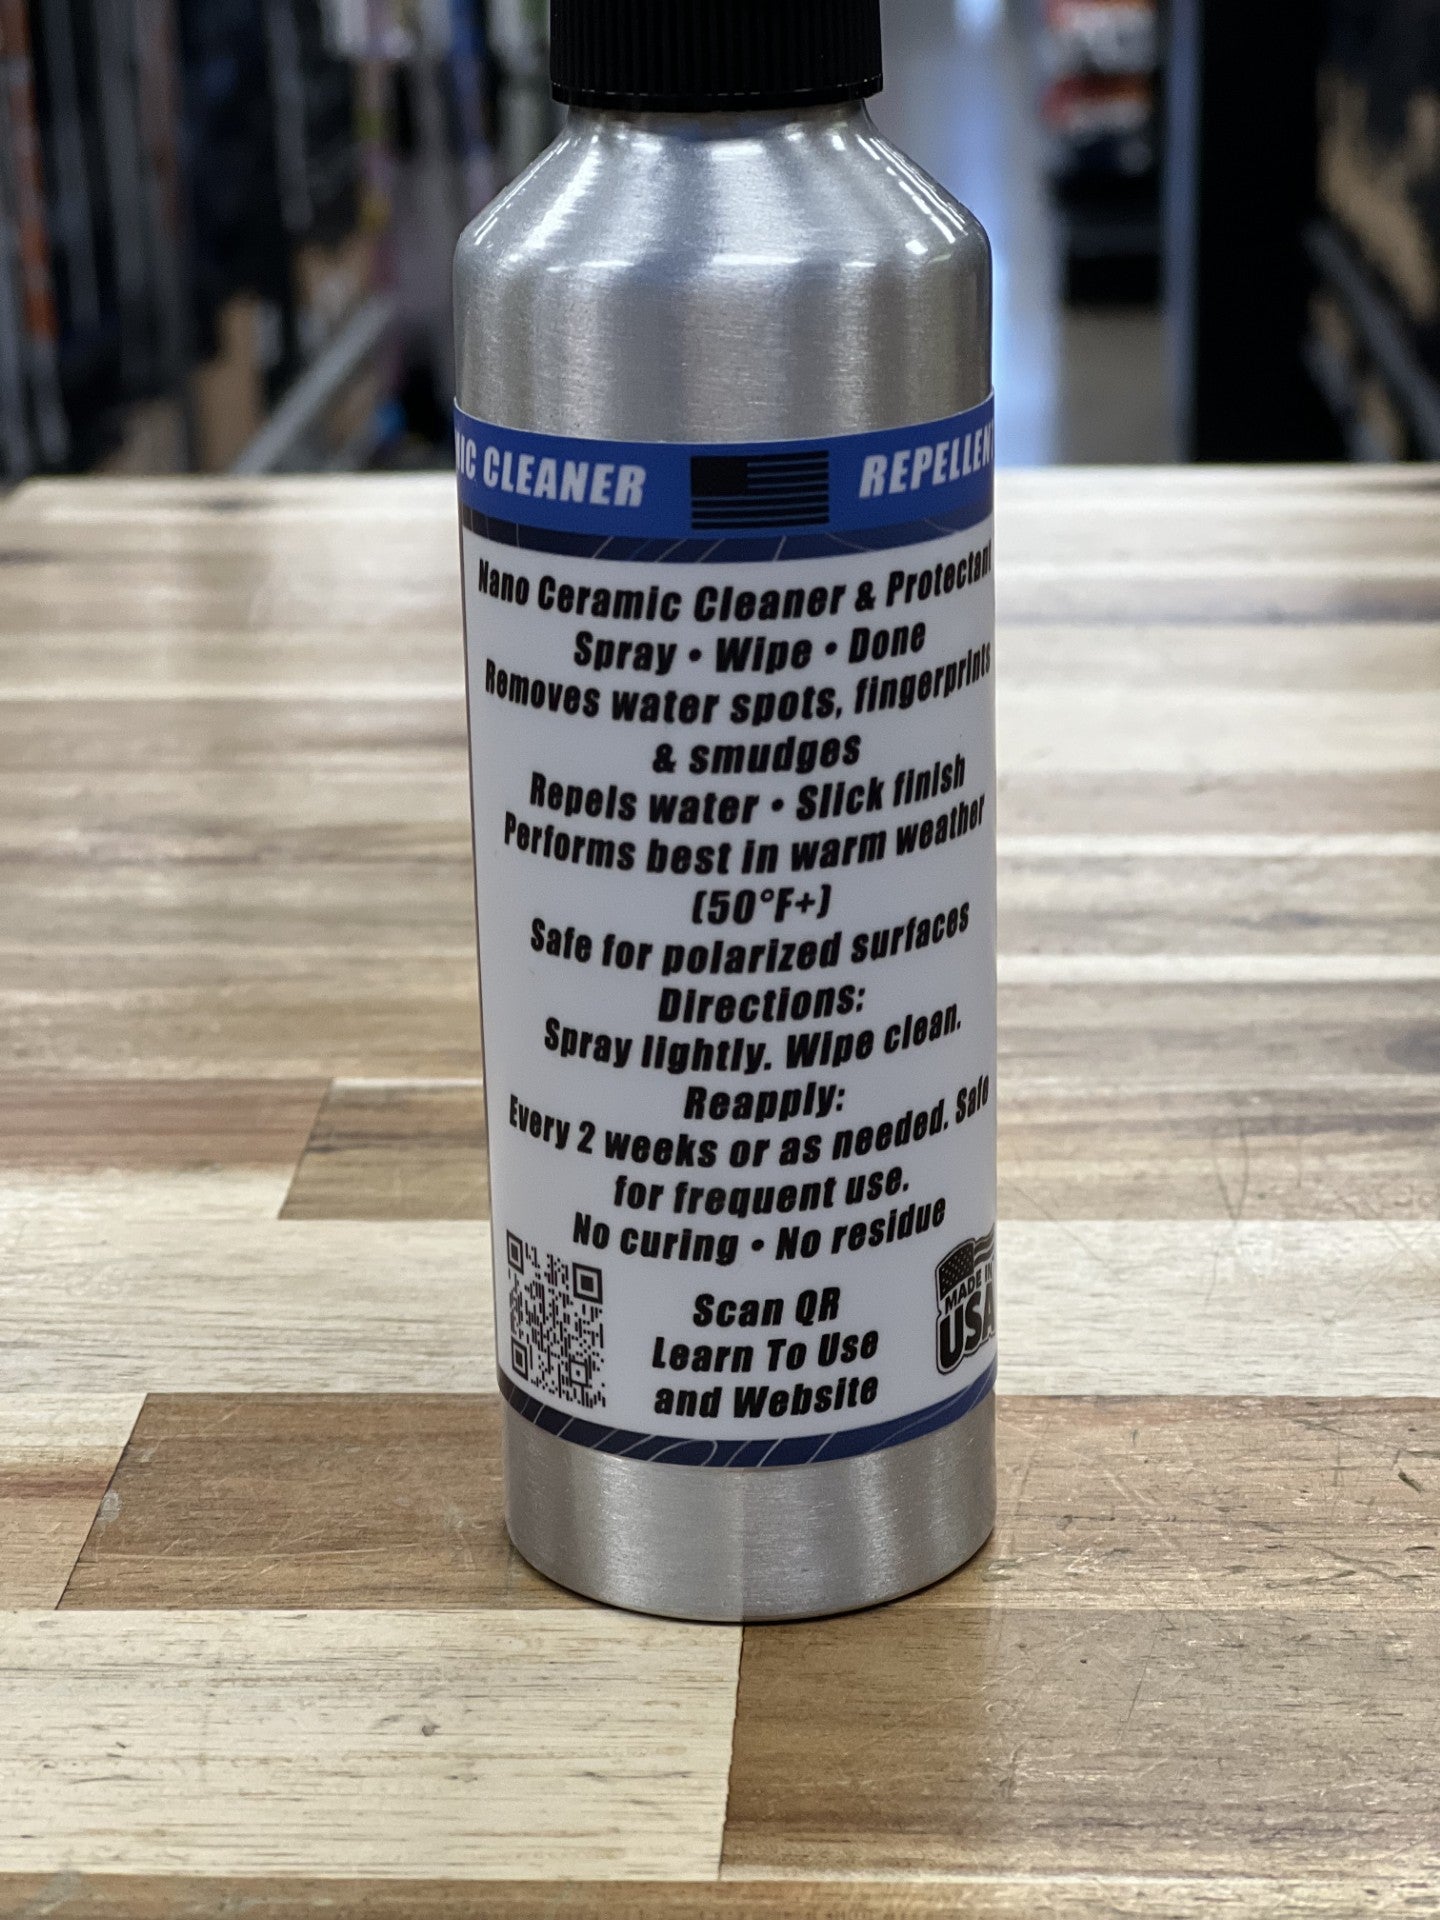 NIC CLEANER REPELLENT
Nano Ceramic Cleaner & Protectant
Spray • Wipe • Done
Removes water spots, fingerprints
& smudges
Repels water • Slick finish
Performs best in warm weather
(50°F+)
Safe for polarized surfaces
Directions:
Spray lightly. Wipe clean.
Reapply:
Every 2 weeks or as needed. Safe
for frequent use.
No curing • No residue
Scan QR
Learn To Use
and Website
MADE IN
USA